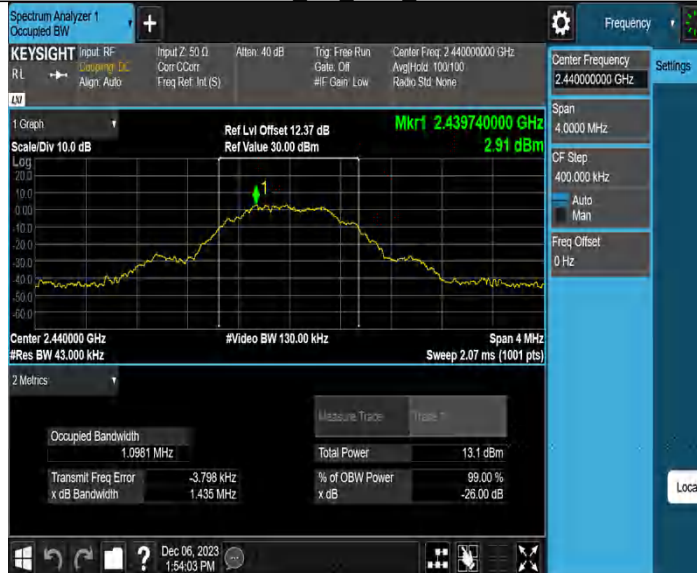 Spectrum Analyzer 1
Occupied BW
Frequency
KEYSIGHT Input: RF Input Z: 50 Ω Atten: 40 dB Trig: Free Run Center Freq: 2.440000000 GHz
RL Coupling: DC Corr CCorr Gate: Off Avg|Hold: 100/100
Align: Auto Freq Ref: Int (S) #IF Gain: Low Radio Std: None
Center Frequency
2.440000000 GHz
Settings
Span
4.0000 MHz
CF Step
400.000 kHz
Auto
Man
Freq Offset
0 Hz
1 Graph
Ref Lvl Offset 12.37 dB
Mkr1 2.439740000 GHz
Scale/Div 10.0 dB Ref Value 30.00 dBm 2.91 dBm
Log
20.0
10.0
0.00
-10.0
-20.0
-30.0
-40.0
-50.0
-60.0
1
Center 2.440000 GHz #Video BW 130.00 kHz Span 4 MHz
#Res BW 43.000 kHz Sweep 2.07 ms (1001 pts)
2 Metrics
Measure Trace Trace 1
Occupied Bandwidth
1.0981 MHz Total Power 13.1 dBm
Transmit Freq Error -3.798 kHz % of OBW Power 99.00 %
x dB Bandwidth 1.435 MHz x dB -26.00 dB
Loca
? Dec 06, 2023
1:54:03 PM